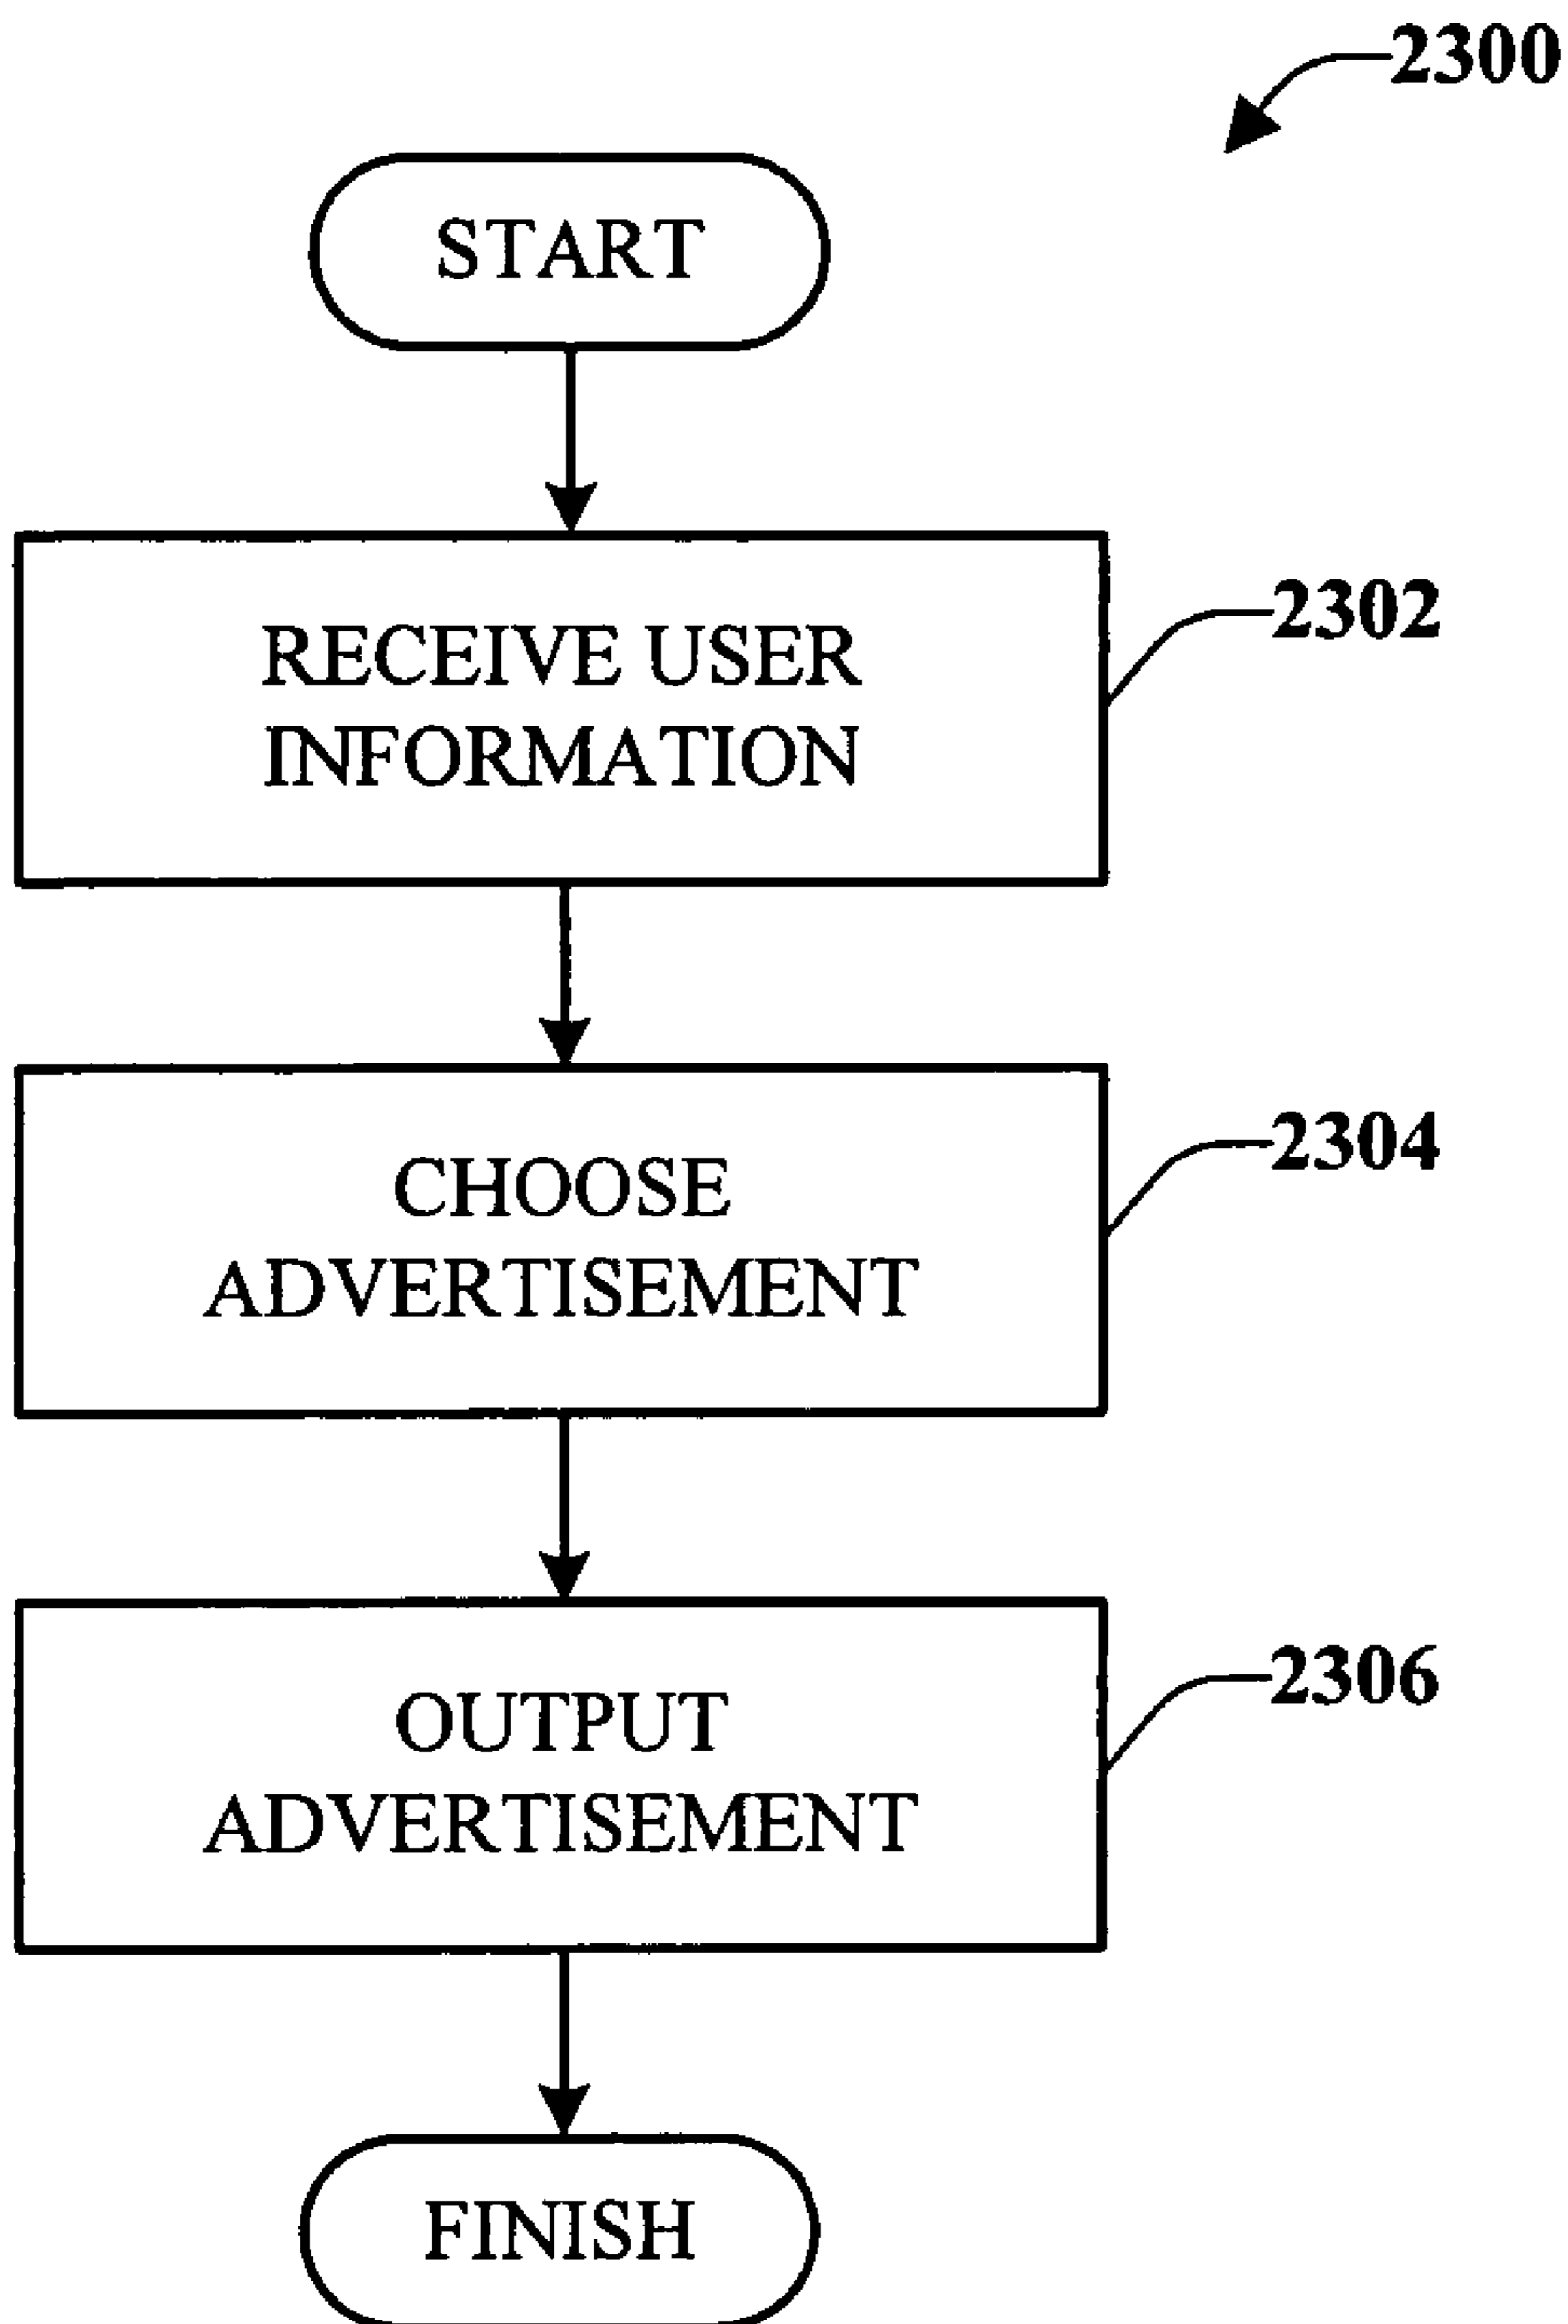 2300
START
RECEIVE USER
INFORMATION
2302
CHOOSE
ADVERTISEMENT
2304
OUTPUT
ADVERTISEMENT
2306
FINISH